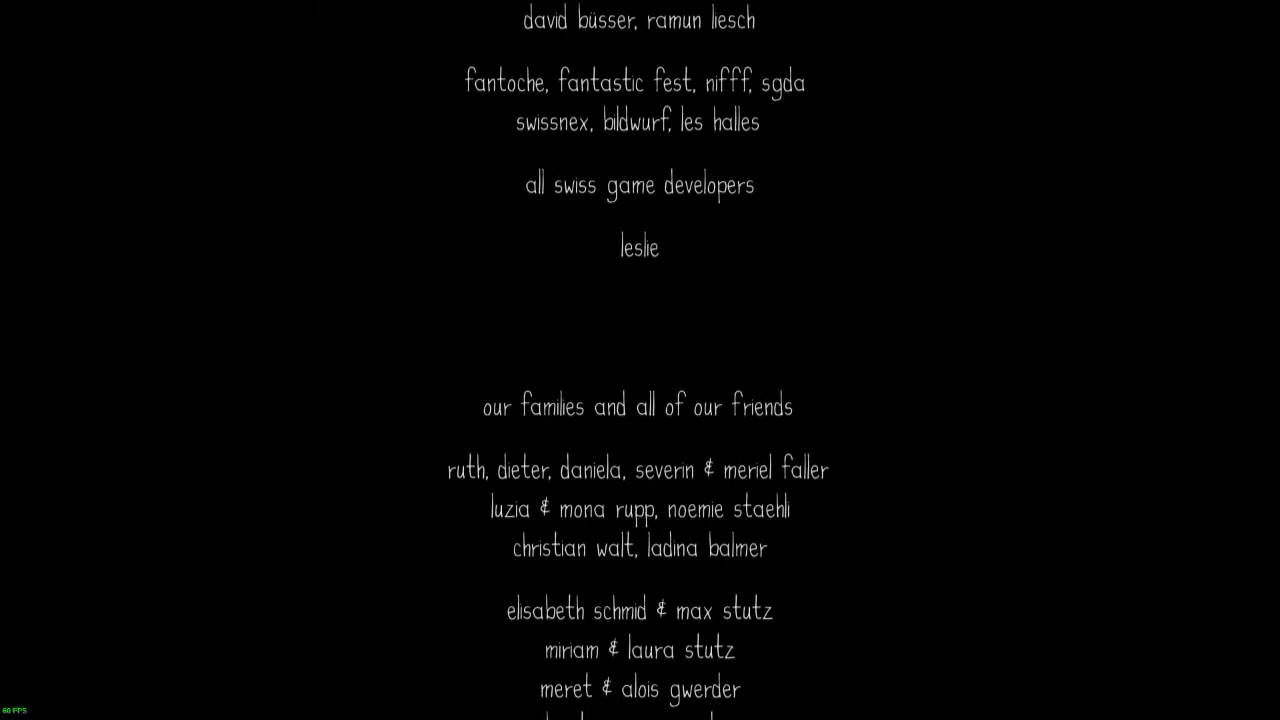 david büsser, ramun liesch
fantoche, fantastic fest, nifff, sgda
swissnex, bildwurf, les halles
all swiss game developers
leslie
our families and all of our friends
ruth, dieter, daniela, severin & meriel faller
luzia & mona rupp, noemie staehli
christian walt, ladina balmer
elisabeth schmid & max stutz
miriam & laura stutz
meret & alois gwerder
60 FPS